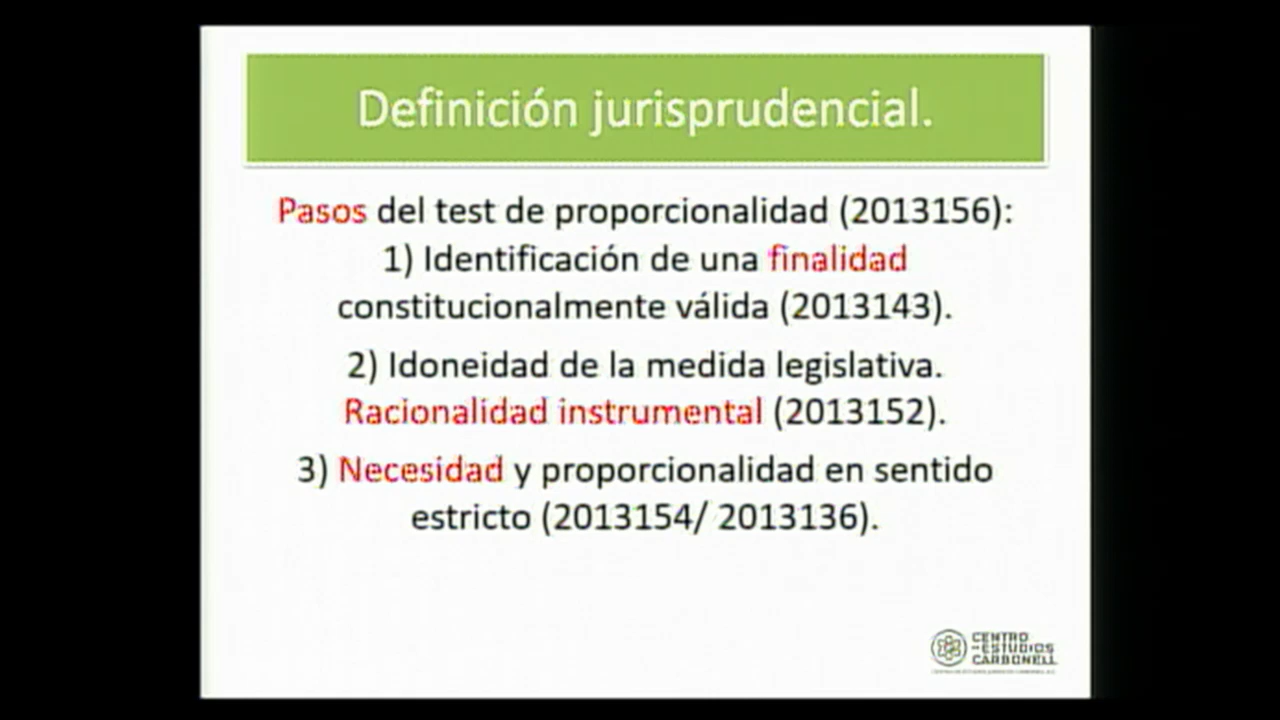 Definición jurisprudencial.
Pasos del test de proporcionalidad (2013156):
1) Identificación de una finalidad
constitucionalmente válida (2013143).
2) Idoneidad de la medida legislativa.
Racionalidad instrumental (2013152).
3) Necesidad y proporcionalidad en sentido
estricto (2013154/ 2013136).
CENTRO
DE ESTUDIOS
CARBONELL